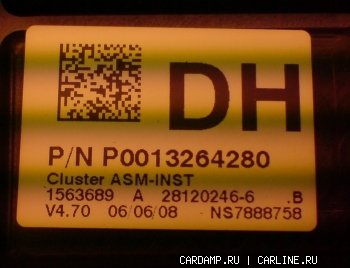 DH
P/N P0013264280
Cluster ASM-INST
1563689 A 28120246-6 .B
V4.70 06/06/08 NS7888758
CARDAMP.RU | CARLINE.RU